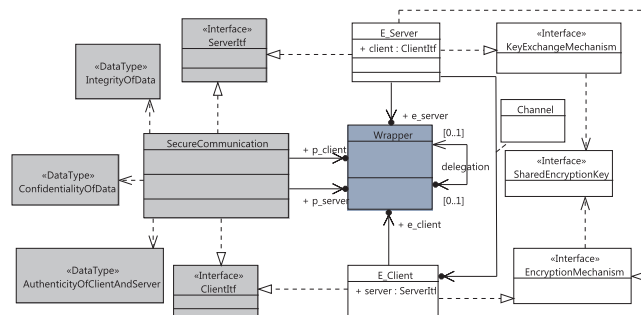 «Interface»
ServerItf
E_Server
+ client : ClientItf
«Interface»
KeyExchangeMechanism
«DataType»
IntegrityOfData
Channel
+ e_server
SecureCommunication
Wrapper
[0..1]
+ p_client
delegation
«Interface»
SharedEncryptionKey
«DataType»
ConfidentialityOfData
+ p_server
[0..1]
+ e_client
«DataType»
AuthenticityOfClientAndServer
«Interface»
ClientItf
E_Client
+ server : ServerItf
«Interface»
EncryptionMechanism